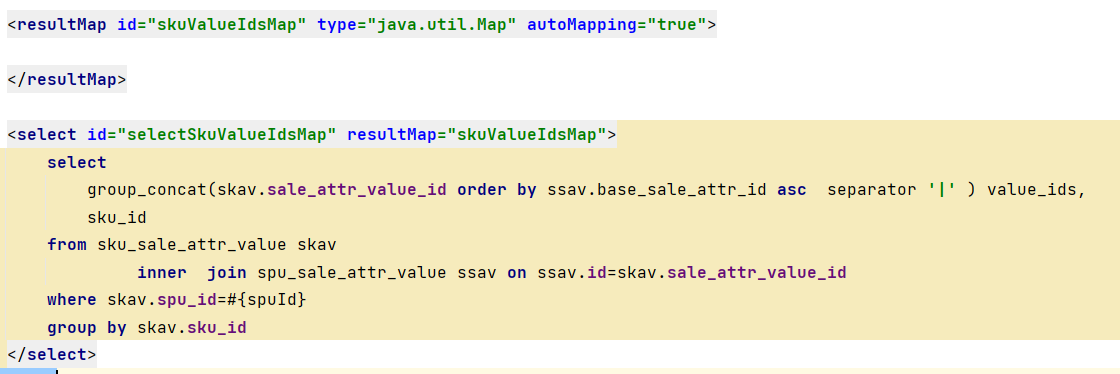 <resultMap id="skuValueIdsMap" type="java.util.Map" autoMapping="true">
</resultMap>
<select id="selectSkuValueIdsMap" resultMap="skuValueIdsMap">
select
group_concat(skav.sale_attr_value_id order by ssav.base_sale_attr_id asc  separator '|' ) value_ids,
sku_id
from sku_sale_attr_value skav
inner  join spu_sale_attr_value ssav on ssav.id=skav.sale_attr_value_id
where skav.spu_id=#{spuId}
group by skav.sku_id
</select>